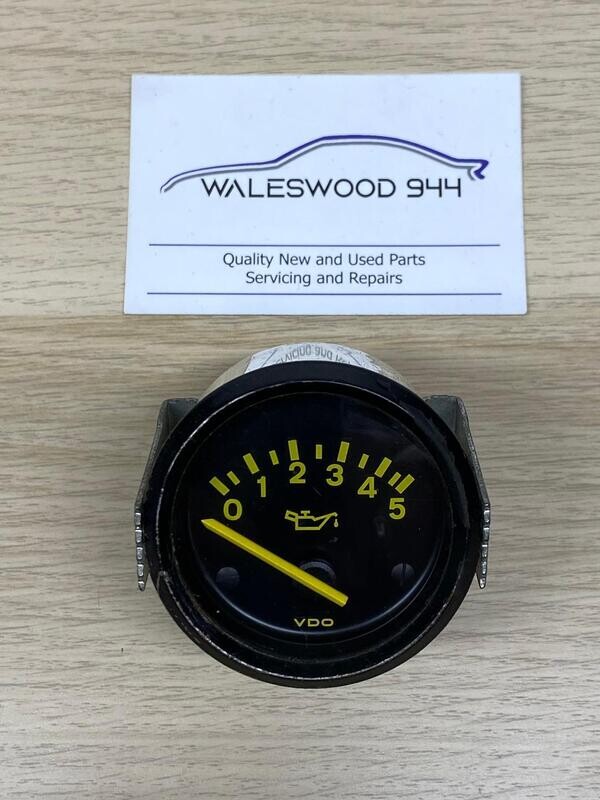 WALESWOOD 944
Quality New and Used Parts
Servicing and Repairs
0 1 2 3 4 5
VDO